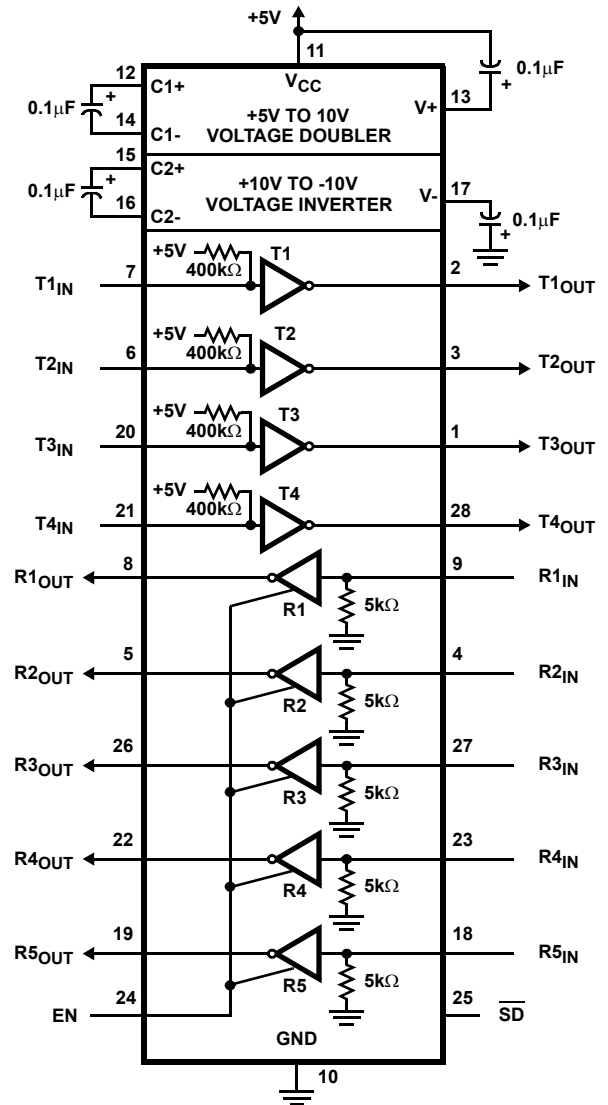 +5V
11
12
0.1µF
+
C1+
VCC
0.1µF
+
14
C1-
+5V TO 10V
VOLTAGE DOUBLER
V+
13
15
0.1µF
+
C2+
16
C2-
+10V TO -10V
VOLTAGE INVERTER
V-
17
0.1µF
+
T1IN
7
+5V
400kΩ
T1
2
T1OUT
T2IN
6
+5V
400kΩ
T2
3
T2OUT
T3IN
20
+5V
400kΩ
T3
1
T3OUT
T4IN
21
+5V
400kΩ
T4
28
T4OUT
R1OUT
8
R1
5kΩ
9
R1IN
R2OUT
5
R2
5kΩ
4
R2IN
R3OUT
26
R3
5kΩ
27
R3IN
R4OUT
22
R4
5kΩ
23
R4IN
R5OUT
19
R5
5kΩ
18
R5IN
EN
24
25
S̅D̅
GND
10